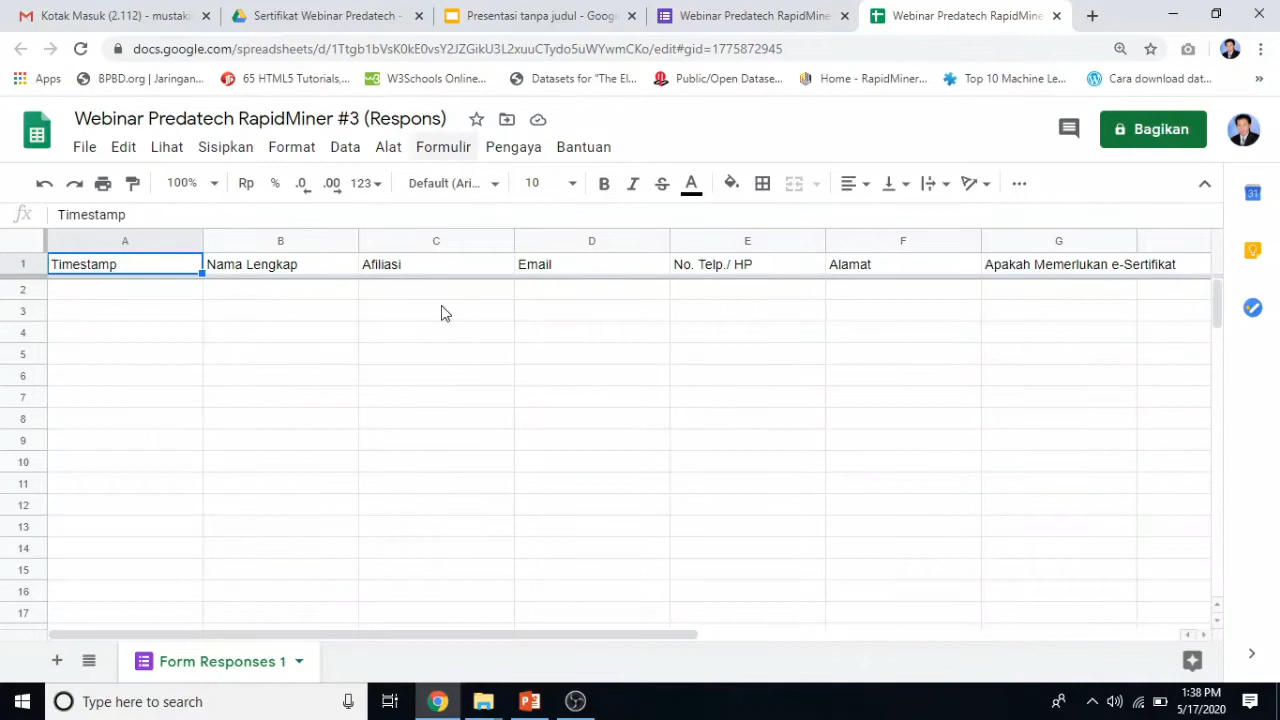 Kotak Masuk (2.112) - mustaki
Sertifikat Webinar Predatech
Presentasi tanpa judul - Goog
Webinar Predatech RapidMine
Webinar Predatech RapidMine
docs.google.com/spreadsheets/d/1Ttgb1bVsK0kE0vsY2JZGikU3L2xuuCTydo5uWYwmCKo/edit#gid=1775872945
Apps
BPBD.org | Jaringan...
65 HTML5 Tutorials,...
W3Schools Online...
Datasets for "The El...
Public/Open Datase...
Home - RapidMiner...
Top 10 Machine Le...
Cara download dat...
»
Webinar Predatech RapidMiner #3 (Respons)
Bagikan
File Edit Lihat Sisipkan Format Data Alat Formulir Pengaya Bantuan
100% Rp % .0 .00 123 Default (Ari... 10 B I S A
31
fx Timestamp
A B C D E F G
1 Timestamp Nama Lengkap Afiliasi Email No. Telp./ HP Alamat Apakah Memerlukan e-Sertifikat
2
3
4
5
6
7
8
9
10
11
12
13
14
15
16
17
Form Responses 1
Type here to search
1:38 PM
5/17/2020